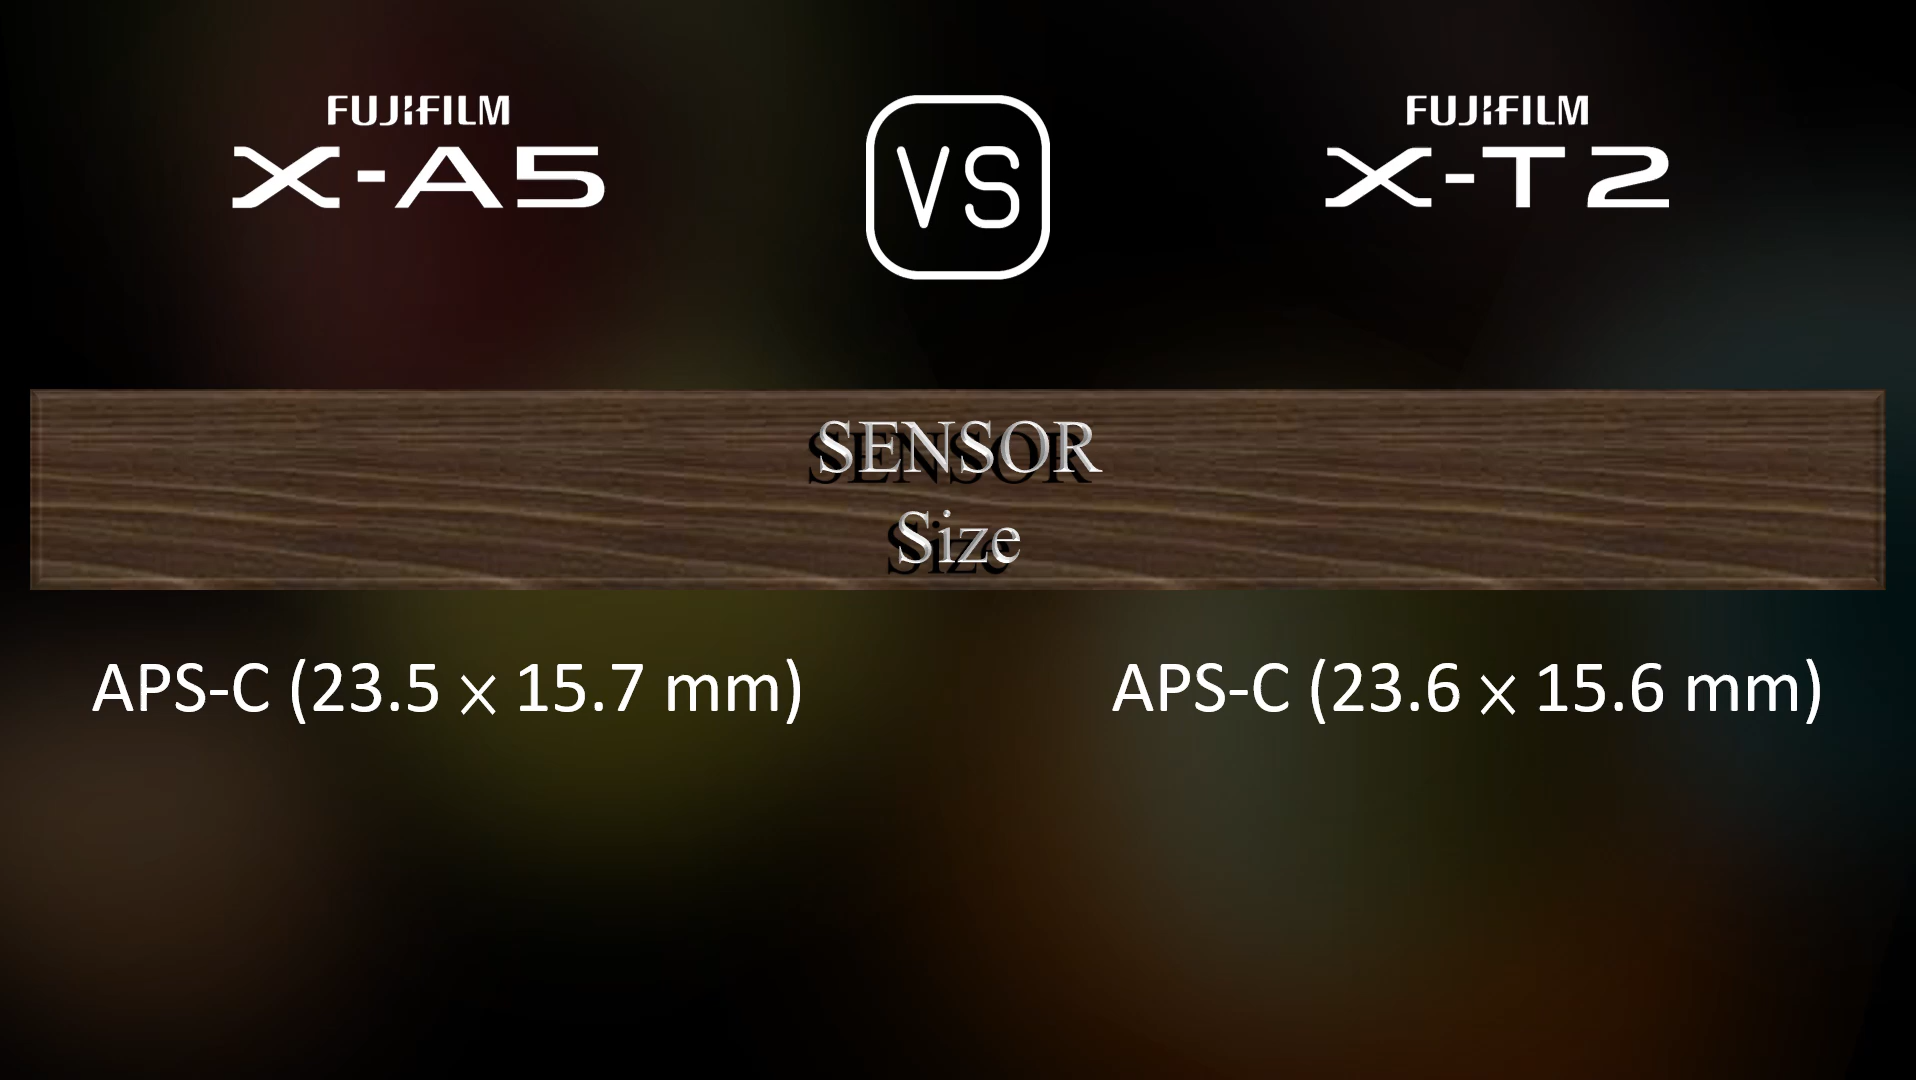 FUJIFILM
X-A5
VS
FUJIFILM
X-T2
SENSOR
Size
APS-C (23.5 x 15.7 mm)
APS-C (23.6 x 15.6 mm)